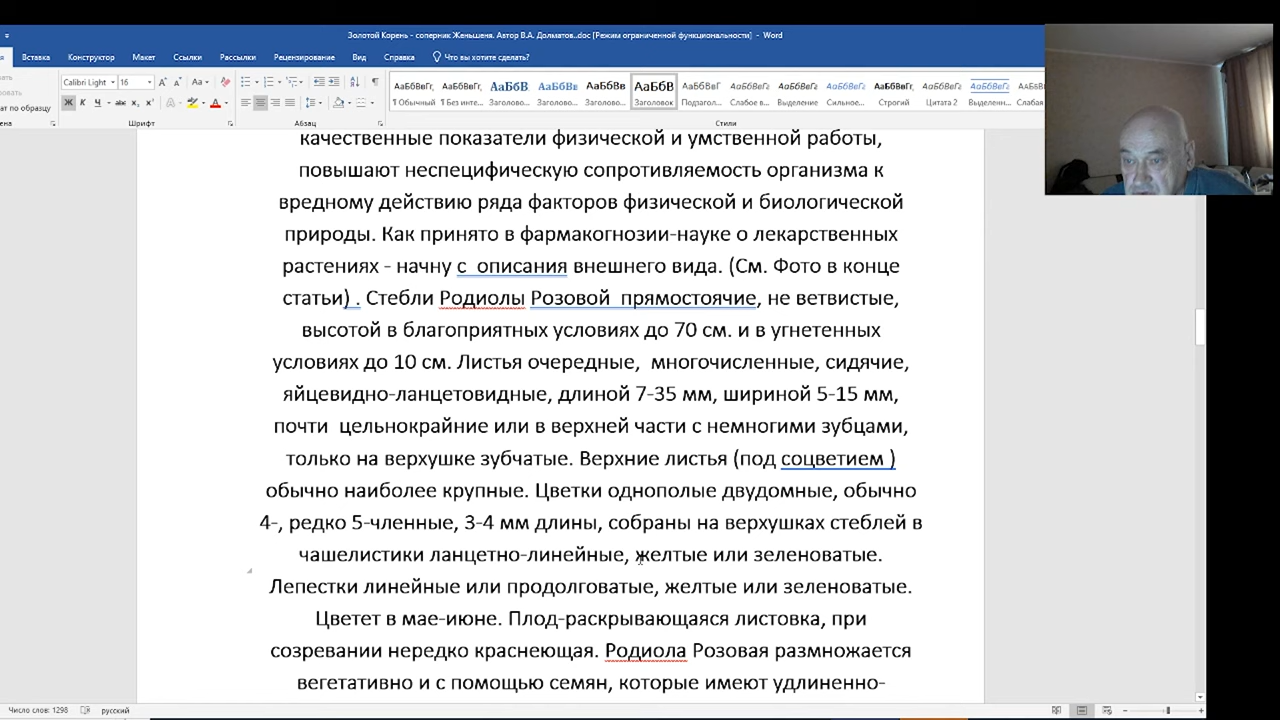 Золотой Корень - соперник Женьшеня. Автор В.А. Долматов..doc [Режим ограниченной функциональности] - Word
Вставка Конструктор Макет Ссылки Рассылки Рецензирование Вид Справка Что вы хотите сделать?
Calibri Light 16
ат по образцу
Шрифт Абзац Стили
АаБбВвГг, АаБбВвГг, АаБбВ АаБбВв АаБбВв АаБбВ АаБбВвГ АаБбВвГг АаБбВвГг АаБбВвГг АаБбВвГг, АаБбВвГг АаБбВвГг АаБбВвГг
1 Обычный 1 Без инте... Заголово... Заголово... Заголово... Заголовок Подзагол... Слабое в... Выделение Сильное... Строгий Цитата 2 Выделенн... Слабая
качественные показатели физической и умственной работы,
повышают неспецифическую сопротивляемость организма к
вредному действию ряда факторов физической и биологической
природы. Как принято в фармакогнозии-науке о лекарственных
растениях - начну с  описания внешнего вида. (См. Фото в конце
статьи) . Стебли Родиолы Розовой  прямостоячие, не ветвистые,
высотой в благоприятных условиях до 70 см. и в угнетенных
условиях до 10 см. Листья очередные,  многочисленные, сидячие,
яйцевидно-ланцетовидные, длиной 7-35 мм, шириной 5-15 мм,
почти  цельнокрайние или в верхней части с немногими зубцами,
только на верхушке зубчатые. Верхние листья (под соцветием )
обычно наиболее крупные. Цветки однополые двудомные, обычно
4-, редко 5-членные, 3-4 мм длины, собраны на верхушках стеблей в
чашелистики ланцетно-линейные, желтые или зеленоватые.
Лепестки линейные или продолговатые, желтые или зеленоватые.
Цветет в мае-июне. Плод-раскрывающаяся листовка, при
созревании нередко краснеющая. Родиола Розовая размножается
вегетативно и с помощью семян, которые имеют удлиненно-
Число слов: 1298 русский